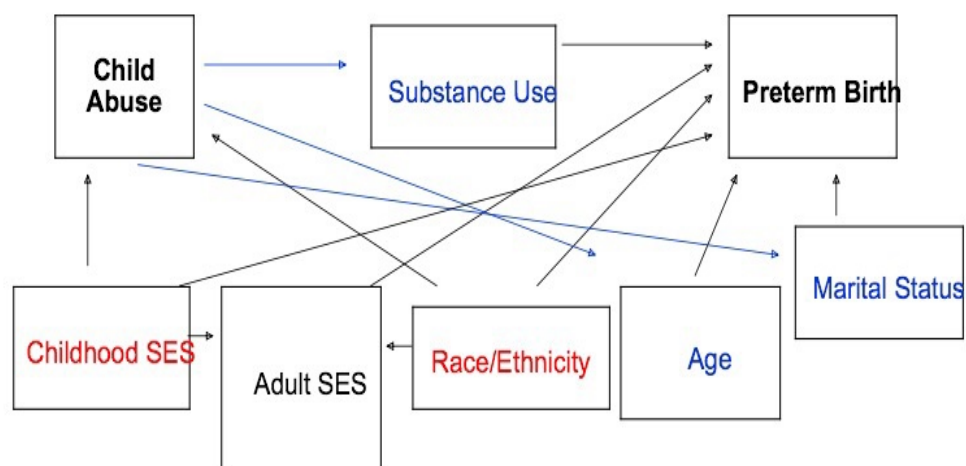 Child
Abuse
Substance Use
Preterm Birth
Marital Status
Childhood SES
Adult SES
Race/Ethnicity
Age